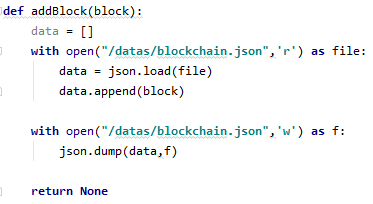 def addBlock(block):
    data = []
    with open("/datas/blockchain.json",'r') as file:
        data = json.load(file)
        data.append(block)
    with open("/datas/blockchain.json",'w') as f:
        json.dump(data,f)
    return None